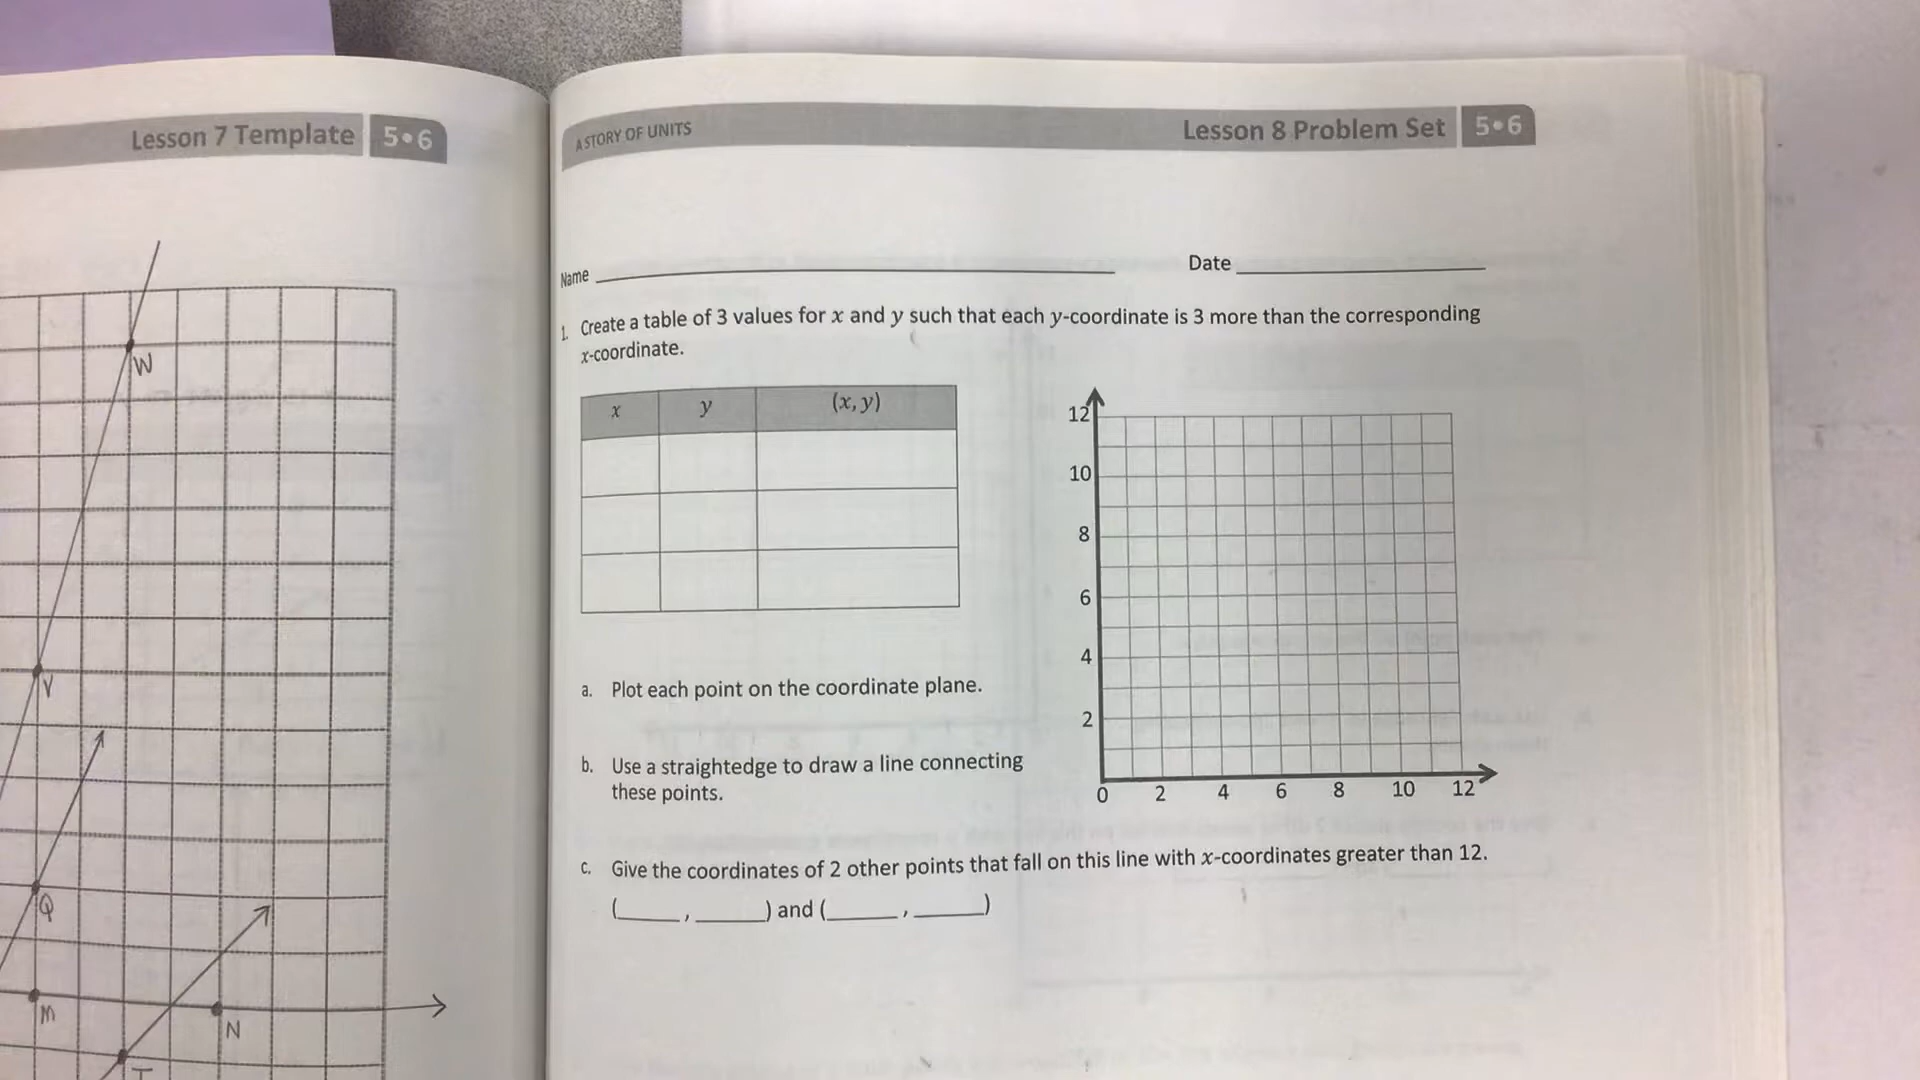 Lesson 7 Template 5•6
W
V
Q
M
N
T
A STORY OF UNITS
Lesson 8 Problem Set 5•6
Name
Date
1. Create a table of 3 values for x and y such that each y-coordinate is 3 more than the corresponding
x-coordinate.
x y (x, y)
12
10
8
6
4
2
0 2 4 6 8 10 12
a. Plot each point on the coordinate plane.
b. Use a straightedge to draw a line connecting
these points.
c. Give the coordinates of 2 other points that fall on this line with x-coordinates greater than 12.
(_____ , ______) and (______ , ______)